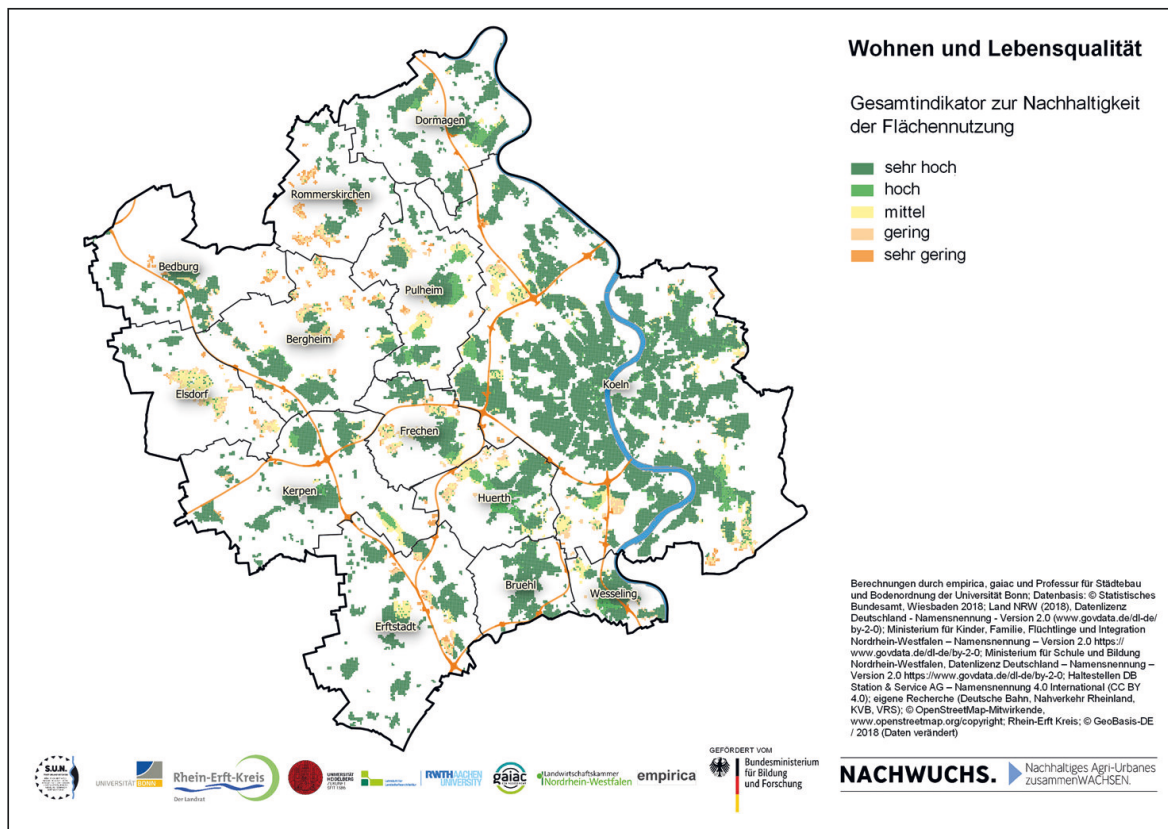 Wohnen und Lebensqualität
Gesamtindikator zur Nachhaltigkeit
der Flächennutzung
sehr hoch
hoch
mittel
gering
sehr gering
Dormagen
Rommerskirchen
Bedburg
Pulheim
Bergheim
Elsdorf
Koeln
Frechen
Kerpen
Huerth
Bruehl
Wesseling
Erftstadt
Berechnungen durch empirica, gaiac und Professur für Städtebau
und Bodenordnung der Universität Bonn; Datenbasis: © Statistisches
Bundesamt, Wiesbaden 2018; Land NRW (2018), Datenlizenz
Deutschland - Namensnennung - Version 2.0 (www.govdata.de/dl-de/
by-2-0); Ministerium für Kinder, Familie, Flüchtlinge und Integration
Nordrhein-Westfalen – Namensnennung – Version 2.0 https://
www.govdata.de/dl-de/by-2-0; Ministerium für Schule und Bildung
Nordrhein-Westfalen, Datenlizenz Deutschland – Namensnennung –
Version 2.0 https://www.govdata.de/dl-de/by-2-0; Haltestellen DB
Station & Service AG – Namensnennung 4.0 International (CC BY
4.0); eigene Recherche (Deutsche Bahn, Nahverkehr Rheinland,
KVB, VRS); © OpenStreetMap-Mitwirkende,
www.openstreetmap.org/copyright; Rhein-Erft Kreis; © GeoBasis-DE
/ 2018 (Daten verändert)
S.U.N.
UNIVERSITÄT BONN
Rhein-Erft-Kreis
Der Landrat
UNIVERSITÄT
HEIDELBERG
ZUKUNFT
SEIT 1386
RWTH AACHEN
UNIVERSITY
gaiac
Landwirtschaftskammer
Nordrhein-Westfalen
empirica
GEFÖRDERT VOM
Bundesministerium
für Bildung
und Forschung
NACHWUCHS.
Nachhaltiges Agri-Urbanes
zusammenWACHSEN.